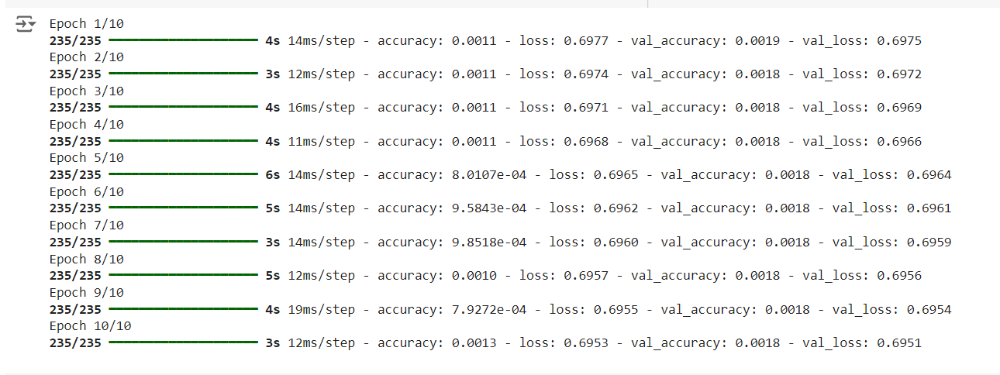 Epoch 1/10
235/235 ━━━━━━━━━━━━━━━━━━━━ 4s 14ms/step - accuracy: 0.0011 - loss: 0.6977 - val_accuracy: 0.0019 - val_loss: 0.6975
Epoch 2/10
235/235 ━━━━━━━━━━━━━━━━━━━━ 3s 12ms/step - accuracy: 0.0011 - loss: 0.6974 - val_accuracy: 0.0018 - val_loss: 0.6972
Epoch 3/10
235/235 ━━━━━━━━━━━━━━━━━━━━ 4s 16ms/step - accuracy: 0.0011 - loss: 0.6971 - val_accuracy: 0.0018 - val_loss: 0.6969
Epoch 4/10
235/235 ━━━━━━━━━━━━━━━━━━━━ 4s 11ms/step - accuracy: 0.0011 - loss: 0.6968 - val_accuracy: 0.0018 - val_loss: 0.6966
Epoch 5/10
235/235 ━━━━━━━━━━━━━━━━━━━━ 6s 14ms/step - accuracy: 8.0107e-04 - loss: 0.6965 - val_accuracy: 0.0018 - val_loss: 0.6964
Epoch 6/10
235/235 ━━━━━━━━━━━━━━━━━━━━ 5s 14ms/step - accuracy: 9.5843e-04 - loss: 0.6962 - val_accuracy: 0.0018 - val_loss: 0.6961
Epoch 7/10
235/235 ━━━━━━━━━━━━━━━━━━━━ 3s 14ms/step - accuracy: 9.8518e-04 - loss: 0.6960 - val_accuracy: 0.0018 - val_loss: 0.6959
Epoch 8/10
235/235 ━━━━━━━━━━━━━━━━━━━━ 5s 12ms/step - accuracy: 0.0010 - loss: 0.6957 - val_accuracy: 0.0018 - val_loss: 0.6956
Epoch 9/10
235/235 ━━━━━━━━━━━━━━━━━━━━ 4s 19ms/step - accuracy: 7.9272e-04 - loss: 0.6955 - val_accuracy: 0.0018 - val_loss: 0.6954
Epoch 10/10
235/235 ━━━━━━━━━━━━━━━━━━━━ 3s 12ms/step - accuracy: 0.0013 - loss: 0.6953 - val_accuracy: 0.0018 - val_loss: 0.6951